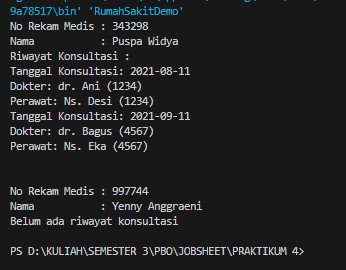 9a78517\bin' 'RumahSakitDemo'
No Rekam Medis : 343298
Nama           : Puspa Widya
Riwayat Konsultasi :
Tanggal Konsultasi: 2021-08-11
Dokter: dr. Ani (1234)
Perawat: Ns. Desi (1234)
Tanggal Konsultasi: 2021-09-11
Dokter: dr. Bagus (4567)
Perawat: Ns. Eka (4567)
No Rekam Medis : 997744
Nama           : Yenny Anggraeni
Belum ada riwayat konsultasi
PS D:\KULIAH\SEMESTER 3\PBO\JOBSHEET\PRAKTIKUM 4>